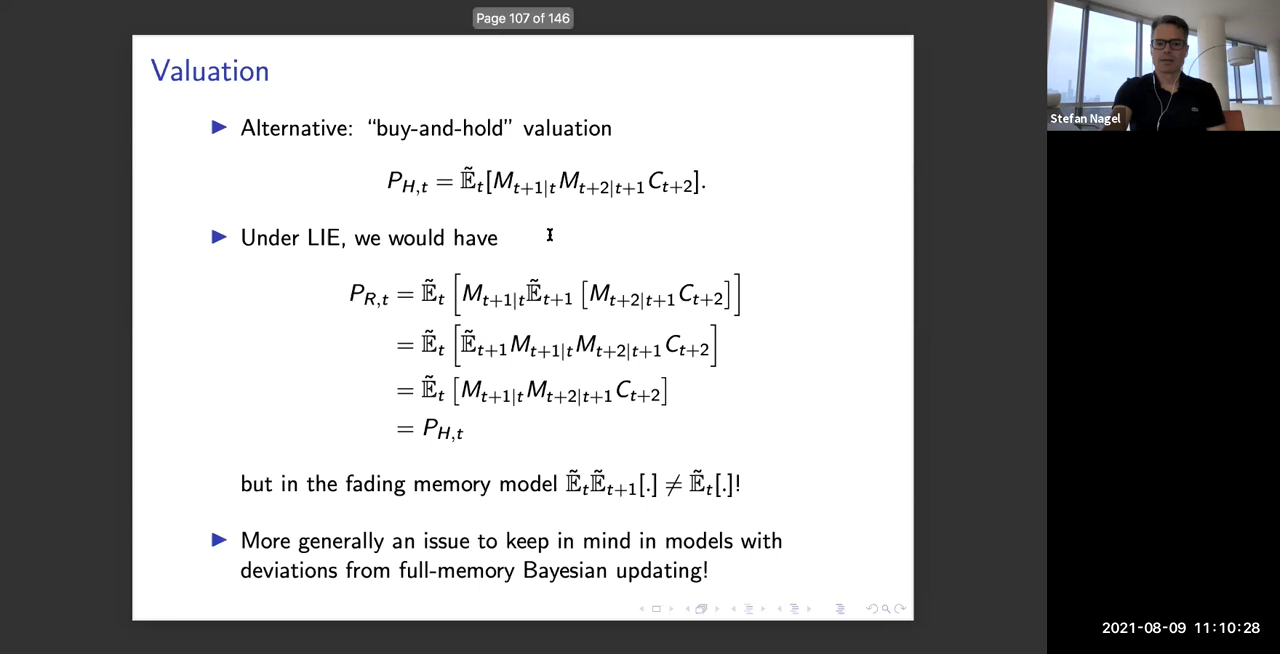 Page 107 of 146
Valuation
Alternative: “buy-and-hold” valuation
P_{H,t} = Ẽ_t[M_{t+1|t}M_{t+2|t+1}C_{t+2}].
Under LIE, we would have
P_{R,t} = Ẽ_t [M_{t+1|t}Ẽ_{t+1} [M_{t+2|t+1}C_{t+2}]]
= Ẽ_t [Ẽ_{t+1}M_{t+1|t}M_{t+2|t+1}C_{t+2}]
= Ẽ_t [M_{t+1|t}M_{t+2|t+1}C_{t+2}]
= P_{H,t}
but in the fading memory model Ẽ_tẼ_{t+1}[.] ≠ Ẽ_t[.]!
More generally an issue to keep in mind in models with
deviations from full-memory Bayesian updating!
Stefan Nagel
2021-08-09 11:10:28